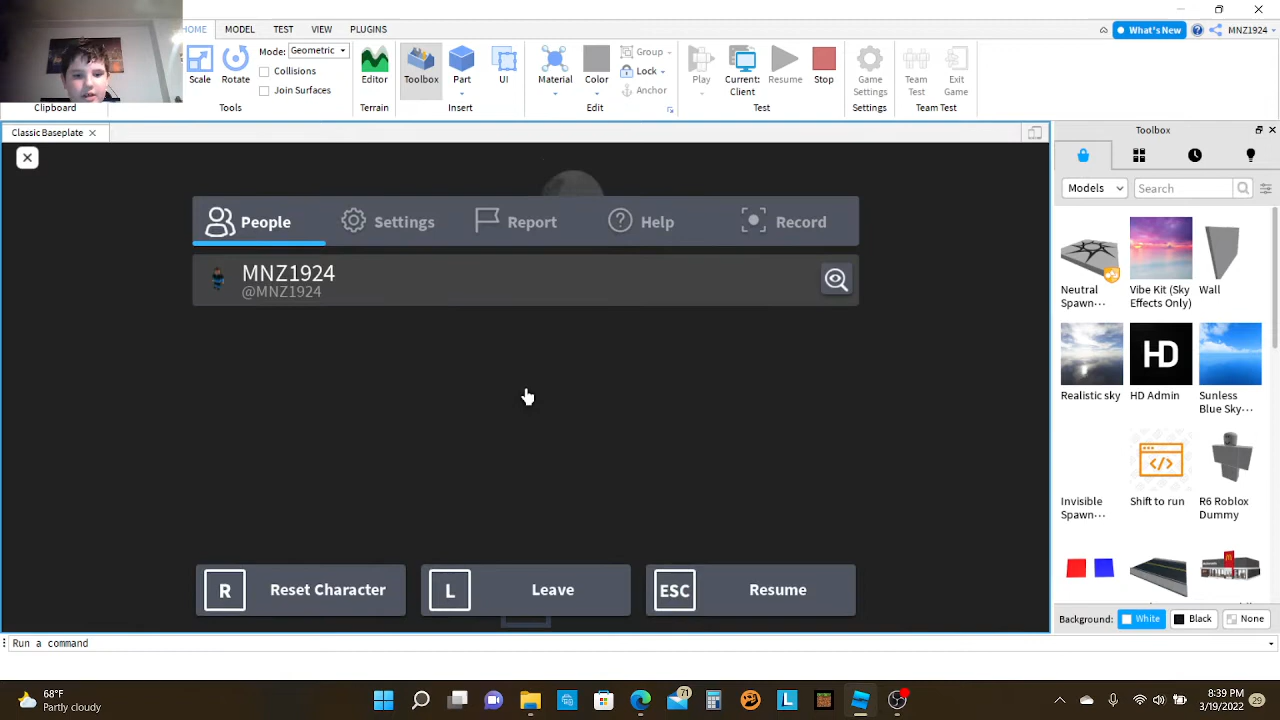 HOME MODEL TEST VIEW PLUGINS
What's New MNZ1924
Scale Rotate
Mode: Geometric
Collisions
Join Surfaces
Editor Toolbox Part UI Material Color
Group
Lock
Anchor
Play Current: Client Resume Stop
Game Settings
Team Test
Exit Game
Clipboard Tools Terrain Insert Edit Test Settings Team Test
Classic Baseplate
Toolbox
Models Search
People Settings Report Help Record
MNZ1924
@MNZ1924
Neutral Spawn···
Vibe Kit (Sky Effects Only)
Wall
HD
Realistic sky HD Admin Sunless Blue Sky···
</>
Invisible Spawn···
Shift to run
R6 Roblox Dummy
R Reset Character L Leave ESC Resume
Background: White Black None
Run a command
68°F
Partly cloudy
71
L
8:39 PM
3/19/2022
29